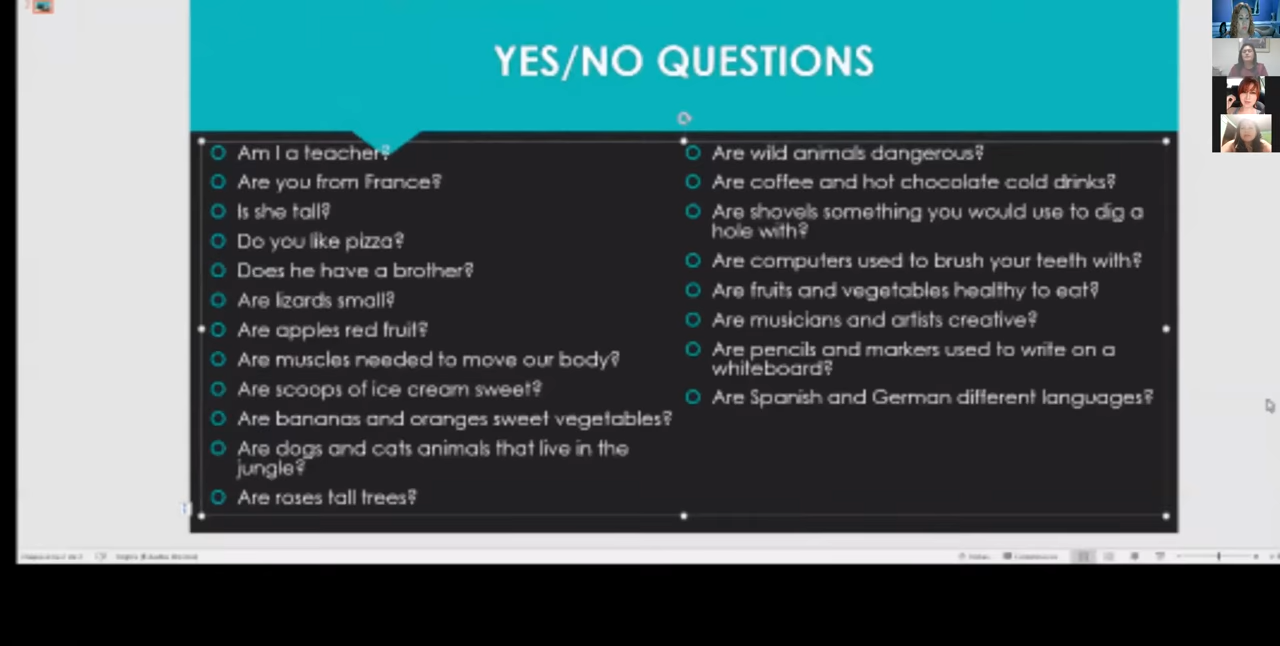 YES/NO QUESTIONS
Am I a teacher?
Are you from France?
Is she tall?
Do you like pizza?
Does he have a brother?
Are lizards small?
Are apples red fruit?
Are muscles needed to move our body?
Are scoops of ice cream sweet?
Are bananas and oranges sweet vegetables?
Are dogs and cats animals that live in the
jungle?
Are roses tall trees?
Are wild animals dangerous?
Are coffee and hot chocolate cold drinks?
Are shovels something you would use to dig a
hole with?
Are computers used to brush your teeth with?
Are fruits and vegetables healthy to eat?
Are musicians and artists creative?
Are pencils and markers used to write on a
whiteboard?
Are Spanish and German different languages?